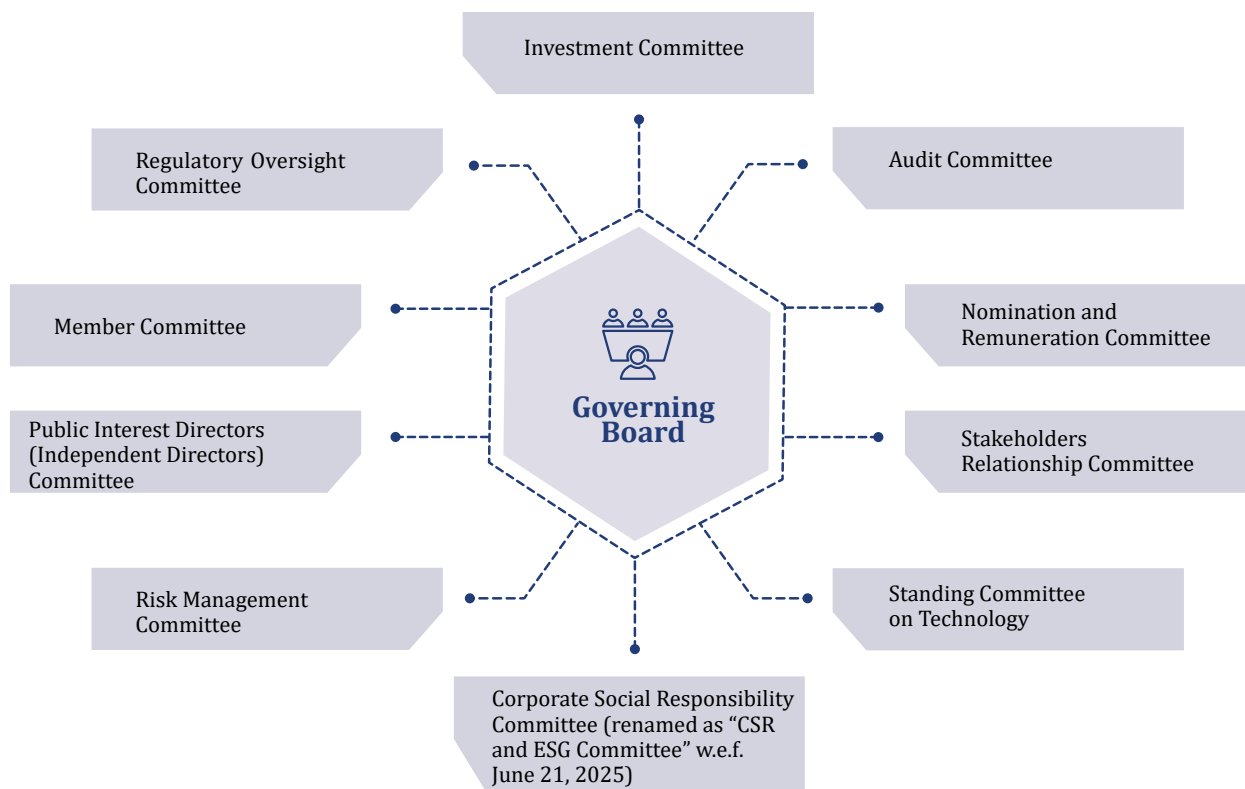 Investment Committee
Regulatory Oversight
Committee
Audit Committee
Member Committee
Nomination and
Remuneration Committee
Governing
Board
Public Interest Directors
(Independent Directors)
Committee
Stakeholders
Relationship Committee
Risk Management
Committee
Standing Committee
on Technology
Corporate Social Responsibility
Committee (renamed as “CSR
and ESG Committee” w.e.f.
June 21, 2025)